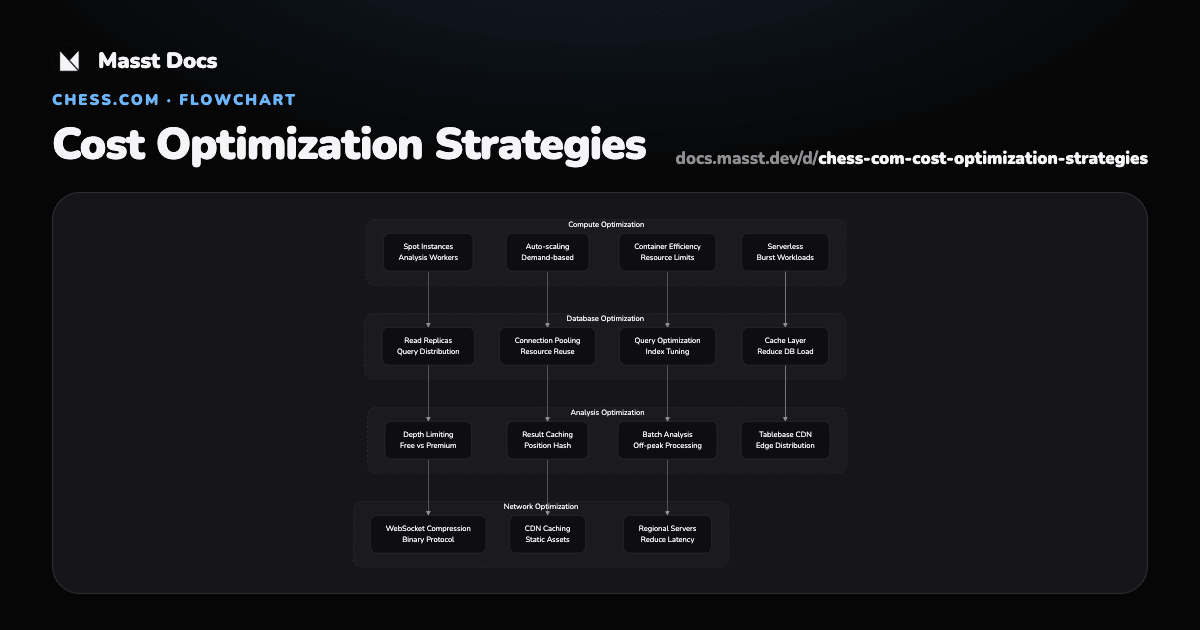 Masst Docs
CHESS.COM · FLOWCHART
Cost Optimization Strategies
docs.masst.dev/d/chess-com-cost-optimization-strategies
Compute Optimization
Spot Instances
Analysis Workers
Auto-scaling
Demand-based
Container Efficiency
Resource Limits
Serverless
Burst Workloads
Database Optimization
Read Replicas
Query Distribution
Connection Pooling
Resource Reuse
Query Optimization
Index Tuning
Cache Layer
Reduce DB Load
Analysis Optimization
Depth Limiting
Free vs Premium
Result Caching
Position Hash
Batch Analysis
Off-peak Processing
Tablebase CDN
Edge Distribution
Network Optimization
WebSocket Compression
Binary Protocol
CDN Caching
Static Assets
Regional Servers
Reduce Latency